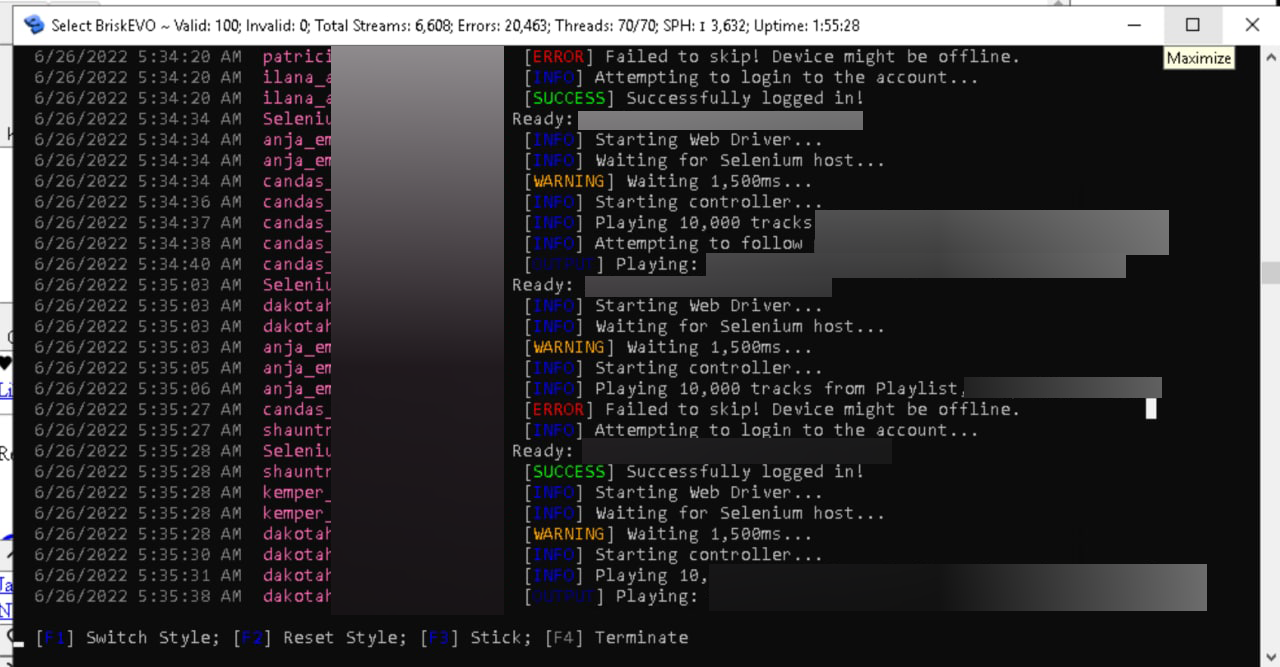 Select BriskEVO ~ Valid: 100; Invalid: 0; Total Streams: 6,608; Errors: 20,463; Threads: 70/70; SPH: ɪ 3,632; Uptime: 1:55:28
Maximize
6/26/2022 5:34:20 AM patrici [ERROR] Failed to skip! Device might be offline.
6/26/2022 5:34:20 AM ilana_a [INFO] Attempting to login to the account...
6/26/2022 5:34:20 AM ilana_a [SUCCESS] Successfully logged in!
6/26/2022 5:34:34 AM Seleniu Ready:
6/26/2022 5:34:34 AM anja_em [INFO] Starting Web Driver...
6/26/2022 5:34:34 AM anja_em [INFO] Waiting for Selenium host...
6/26/2022 5:34:34 AM candas_ [WARNING] Waiting 1,500ms...
6/26/2022 5:34:36 AM candas_ [INFO] Starting controller...
6/26/2022 5:34:37 AM candas_ [INFO] Playing 10,000 tracks
6/26/2022 5:34:38 AM candas_ [INFO] Attempting to follow
6/26/2022 5:34:40 AM candas_ [OUTPUT] Playing:
6/26/2022 5:35:03 AM Seleniu Ready:
6/26/2022 5:35:03 AM dakotah [INFO] Starting Web Driver...
6/26/2022 5:35:03 AM dakotah [INFO] Waiting for Selenium host...
6/26/2022 5:35:03 AM anja_em [WARNING] Waiting 1,500ms...
6/26/2022 5:35:05 AM anja_em [INFO] Starting controller...
6/26/2022 5:35:06 AM anja_em [INFO] Playing 10,000 tracks from Playlist,
6/26/2022 5:35:27 AM candas_ [ERROR] Failed to skip! Device might be offline.
6/26/2022 5:35:27 AM shauntr [INFO] Attempting to login to the account...
6/26/2022 5:35:28 AM Seleniu Ready:
6/26/2022 5:35:28 AM shauntr [SUCCESS] Successfully logged in!
6/26/2022 5:35:28 AM kemper_ [INFO] Starting Web Driver...
6/26/2022 5:35:28 AM kemper_ [INFO] Waiting for Selenium host...
6/26/2022 5:35:28 AM dakotah [WARNING] Waiting 1,500ms...
6/26/2022 5:35:30 AM dakotah [INFO] Starting controller...
6/26/2022 5:35:31 AM dakotah [INFO] Playing 10,
6/26/2022 5:35:38 AM dakotah [OUTPUT] Playing:
[F1] Switch Style; [F2] Reset Style; [F3] Stick; [F4] Terminate